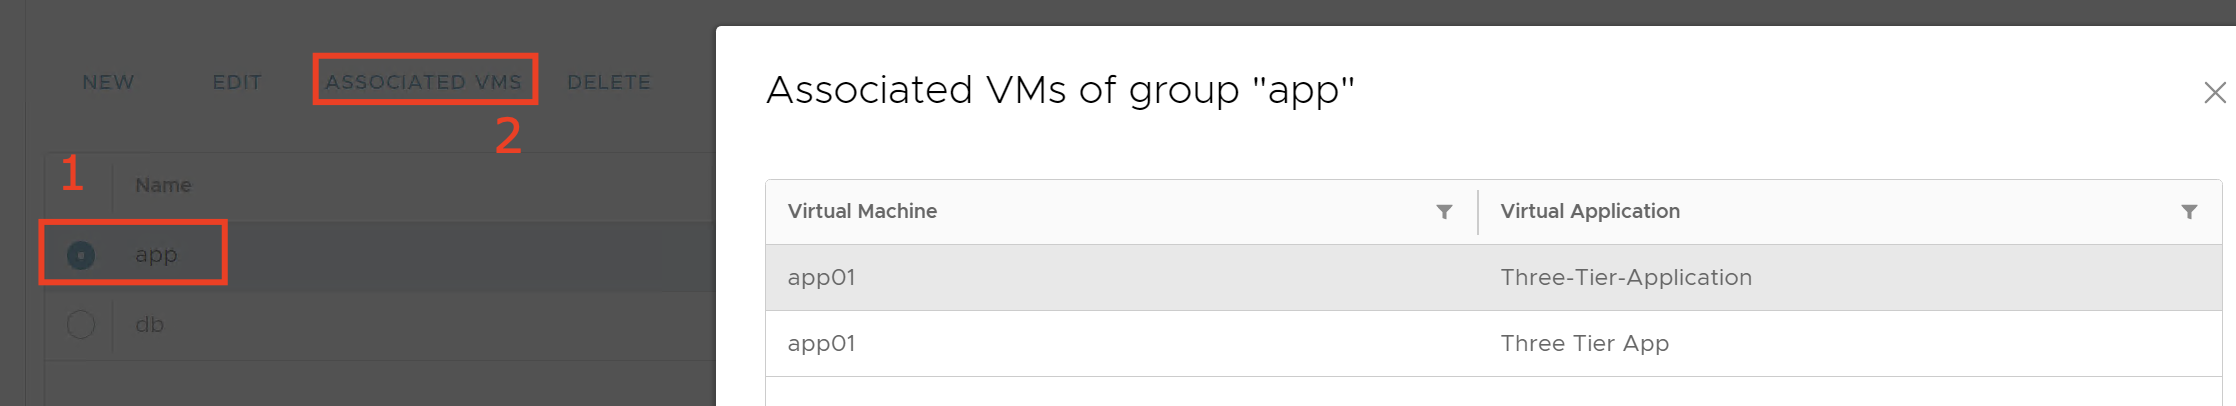 NEW EDIT ASSOCIATED VMS DELETE
2
1
Name
app
db
Associated VMs of group "app"
Virtual Machine Virtual Application
app01 Three-Tier-Application
app01 Three Tier App